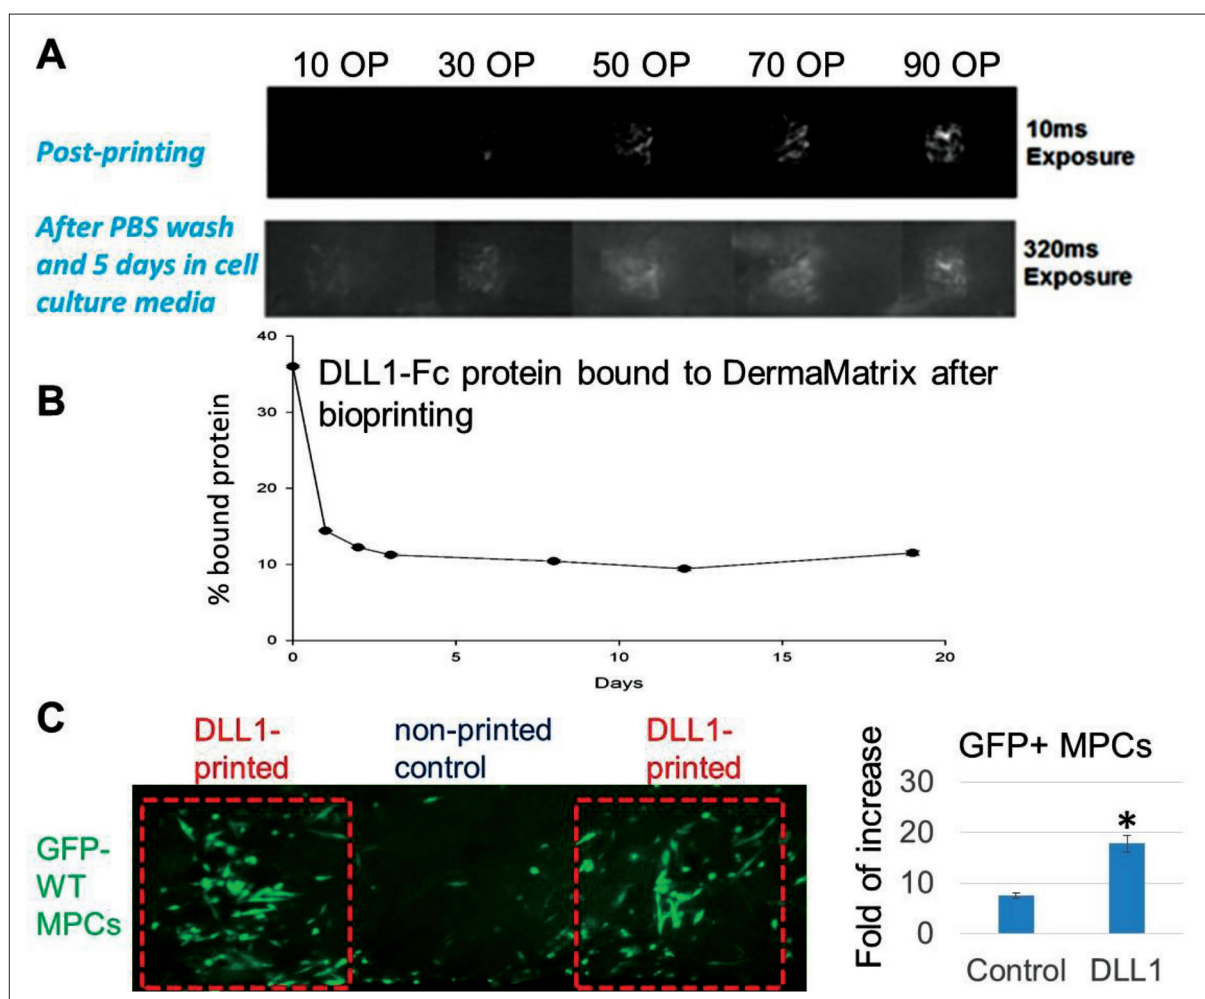 A
10 OP 30 OP 50 OP 70 OP 90 OP
Post-printing
10ms
Exposure
After PBS wash
and 5 days in cell
culture media
320ms
Exposure
B
DLL1-Fc protein bound to DermaMatrix after
bioprinting
% bound protein
40
30
20
10
0
0 5 10 15 20
Days
C
DLL1-
printed
non-printed
control
DLL1-
printed
GFP-
WT
MPCs
GFP+ MPCs
Fold of increase
30
20
10
0
*
Control DLL1